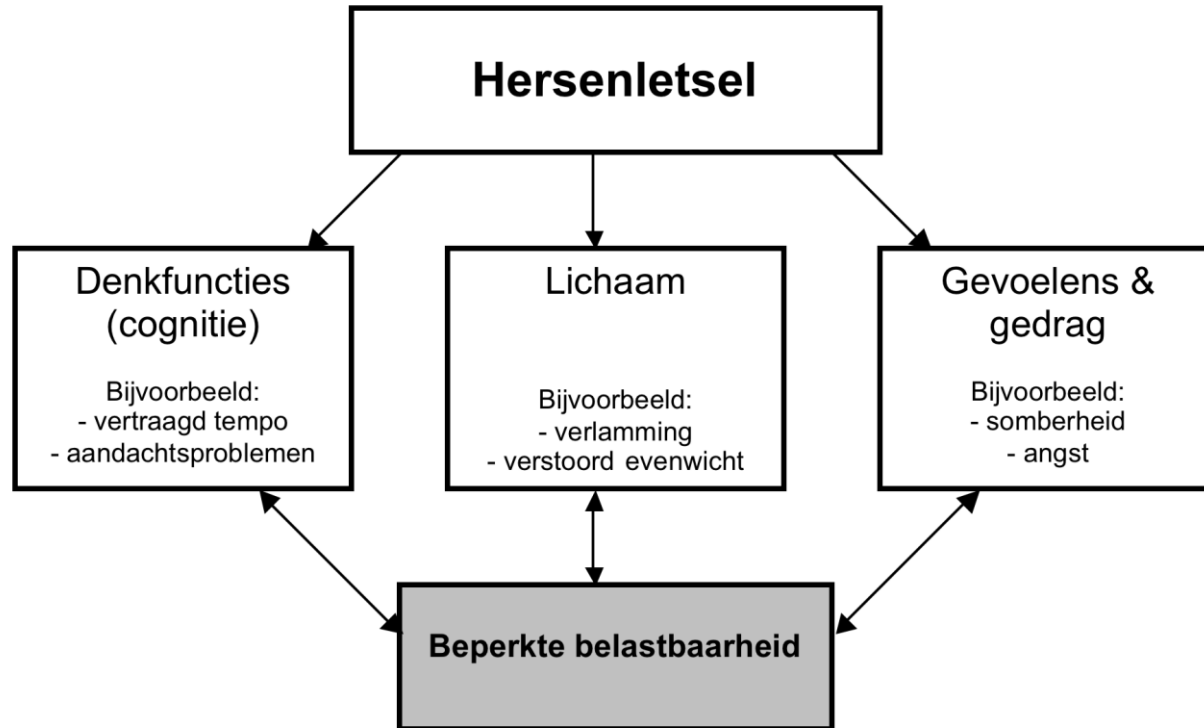 Hersenletsel
Denkfuncties
(cognitie)
Bijvoorbeeld:
- vertraagd tempo
- aandachtsproblemen
Lichaam
Bijvoorbeeld:
- verlamming
- verstoord evenwicht
Gevoelens &
gedrag
Bijvoorbeeld:
- somberheid
- angst
Beperkte belastbaarheid